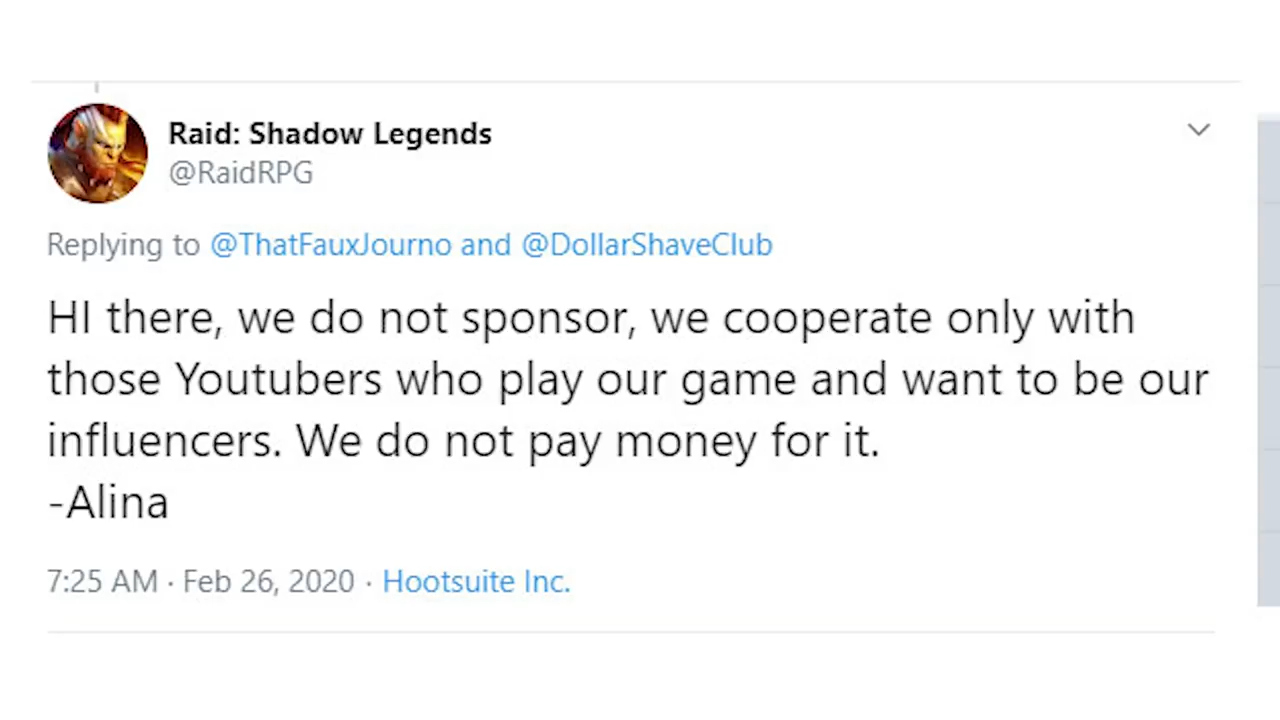 Raid: Shadow Legends
@RaidRPG
Replying to @ThatFauxJourno and @DollarShaveClub
HI there, we do not sponsor, we cooperate only with
those Youtubers who play our game and want to be our
influencers. We do not pay money for it.
-Alina
7:25 AM · Feb 26, 2020 · Hootsuite Inc.